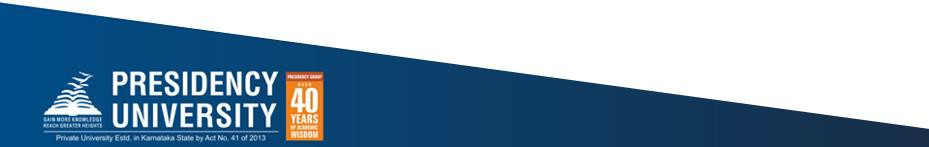 GAIN MORE KNOWLEDGE
REACH GREATER HEIGHTS
PRESIDENCY
UNIVERSITY
Private University Estd. in Karnataka State by Act No. 41 of 2013
PRESIDENCY GROUP
OVER
40
YEARS
OF ACADEMIC
WISDOM